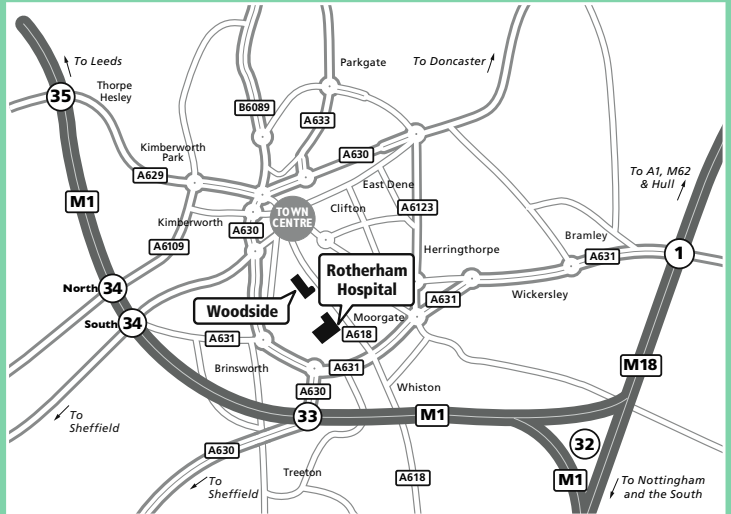 To Leeds
Parkgate
To Doncaster
35
Thorpe
Hesley
B6089
A633
Kimberworth
Park
A630
A629
To A1, M62
& Hull
East Dene
M1
TOWN
CENTRE
Clifton
A6123
Kimberworth
A630
A6109
Bramley
Herringthorpe
A631
1
Rotherham
Hospital
North
34
A631
Wickersley
Woodside
Moorgate
South
34
A618
A631
Brinsworth
A631
M18
Whiston
A630
33
M1
To
Sheffield
32
A630
Treeton
A618
M1
To
Sheffield
To Nottingham
and the South